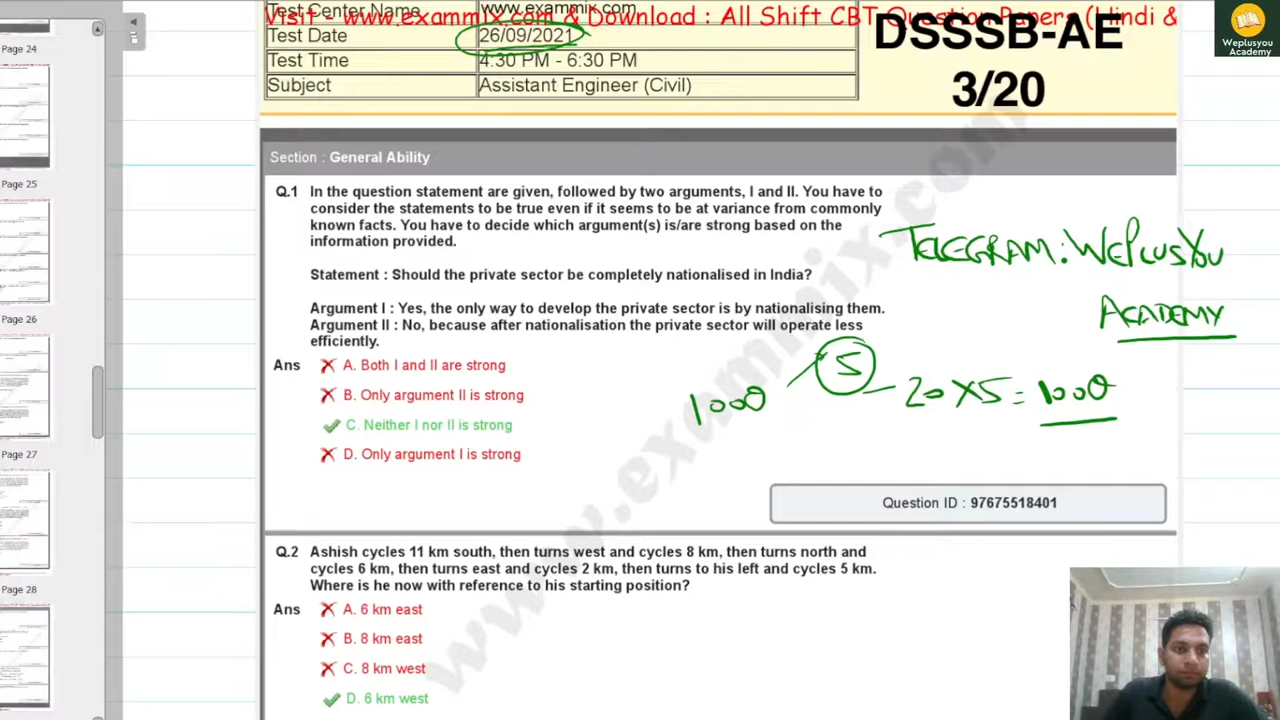 Visit - www.exammix.com & Download : All Shift CBT Question Papers (Hindi &
Test Center Name www.exammix.com
Test Date 26/09/2021
Test Time 4:30 PM - 6:30 PM
Subject Assistant Engineer (Civil)
DSSSB-AE
3/20
Weplusyou
Academy
Page 24
Page 25
Page 26
Page 27
Page 28
Section : General Ability
Q.1 In the question statement are given, followed by two arguments, I and II. You have to
consider the statements to be true even if it seems to be at variance from commonly
known facts. You have to decide which argument(s) is/are strong based on the
information provided.
Statement : Should the private sector be completely nationalised in India?
Argument I : Yes, the only way to develop the private sector is by nationalising them.
Argument II : No, because after nationalisation the private sector will operate less
efficiently.
Ans A. Both I and II are strong
B. Only argument II is strong
C. Neither I nor II is strong
D. Only argument I is strong
TELEGRAM: WEPLUSYOU
ACADEMY
1000
5
20X5=1000
Question ID : 97675518401
Q.2 Ashish cycles 11 km south, then turns west and cycles 8 km, then turns north and
cycles 6 km, then turns east and cycles 2 km, then turns to his left and cycles 5 km.
Where is he now with reference to his starting position?
Ans A. 6 km east
B. 8 km east
C. 8 km west
D. 6 km west
www.exammix.com